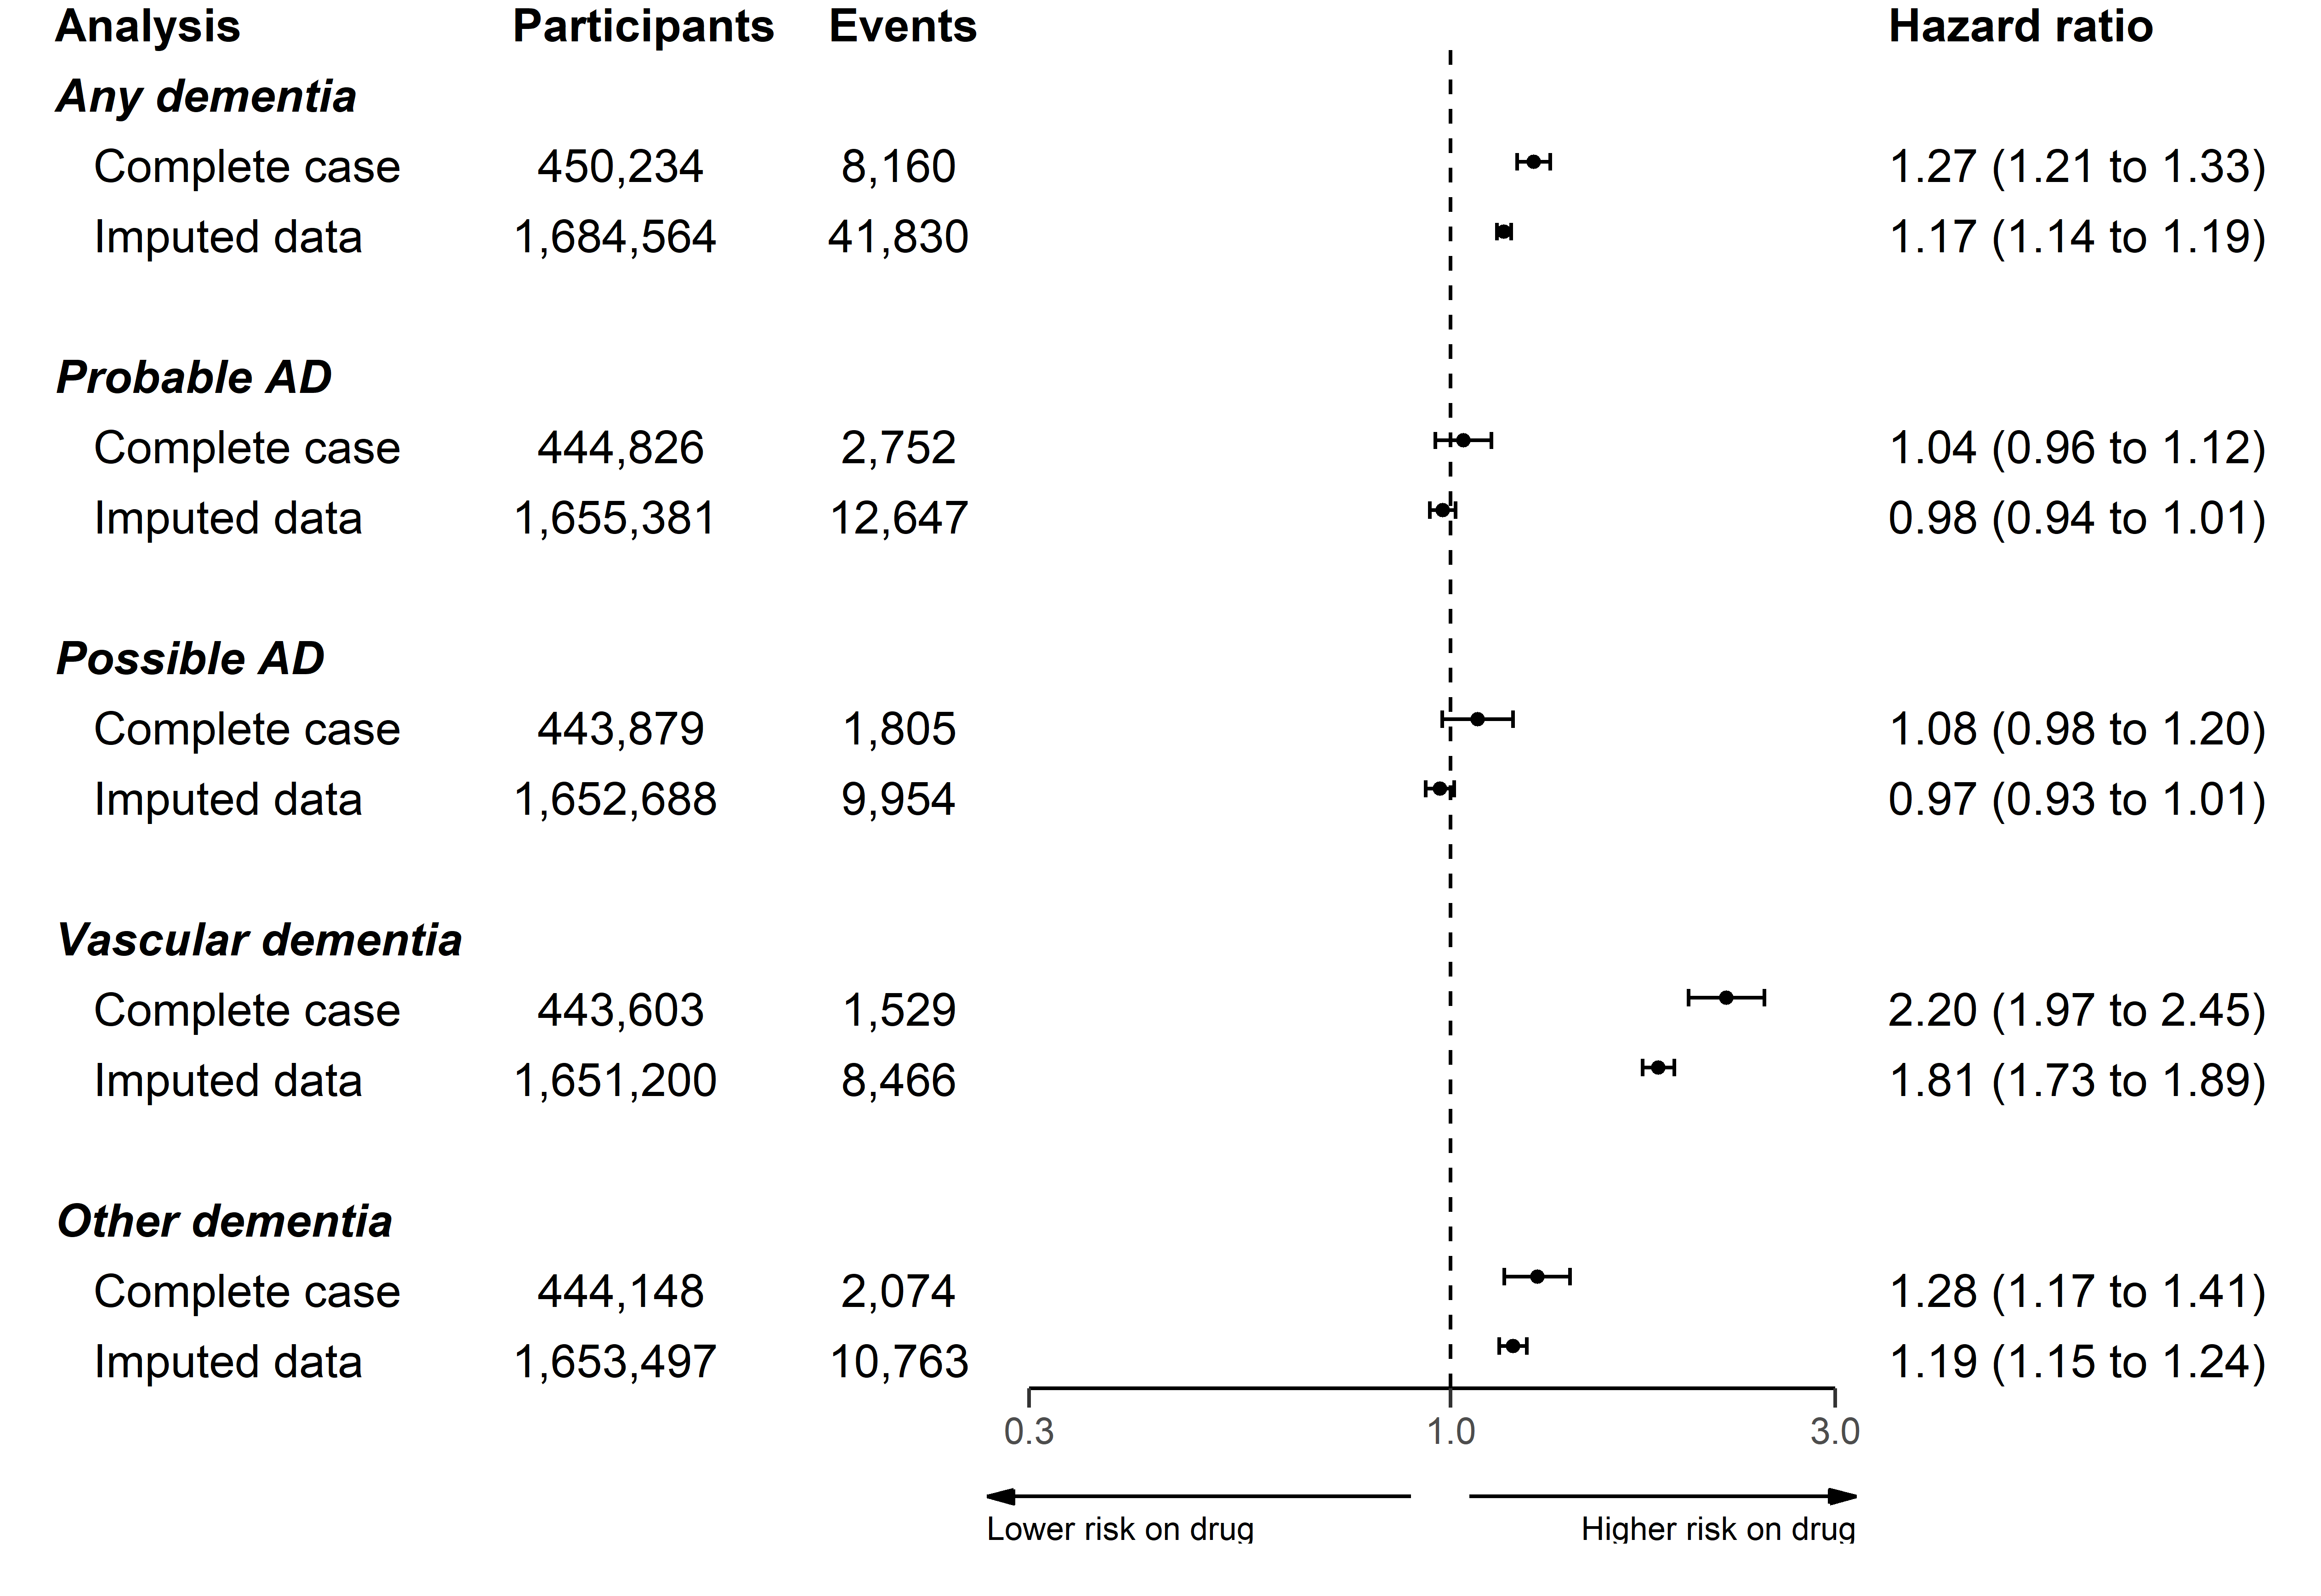 Analysis Participants Events Hazard ratio
Any dementia
Complete case 450,234 8,160 1.27 (1.21 to 1.33)
Imputed data 1,684,564 41,830 1.17 (1.14 to 1.19)
Probable AD
Complete case 444,826 2,752 1.04 (0.96 to 1.12)
Imputed data 1,655,381 12,647 0.98 (0.94 to 1.01)
Possible AD
Complete case 443,879 1,805 1.08 (0.98 to 1.20)
Imputed data 1,652,688 9,954 0.97 (0.93 to 1.01)
Vascular dementia
Complete case 443,603 1,529 2.20 (1.97 to 2.45)
Imputed data 1,651,200 8,466 1.81 (1.73 to 1.89)
Other dementia
Complete case 444,148 2,074 1.28 (1.17 to 1.41)
Imputed data 1,653,497 10,763 1.19 (1.15 to 1.24)
0.3 1.0 3.0
Lower risk on drug Higher risk on drug